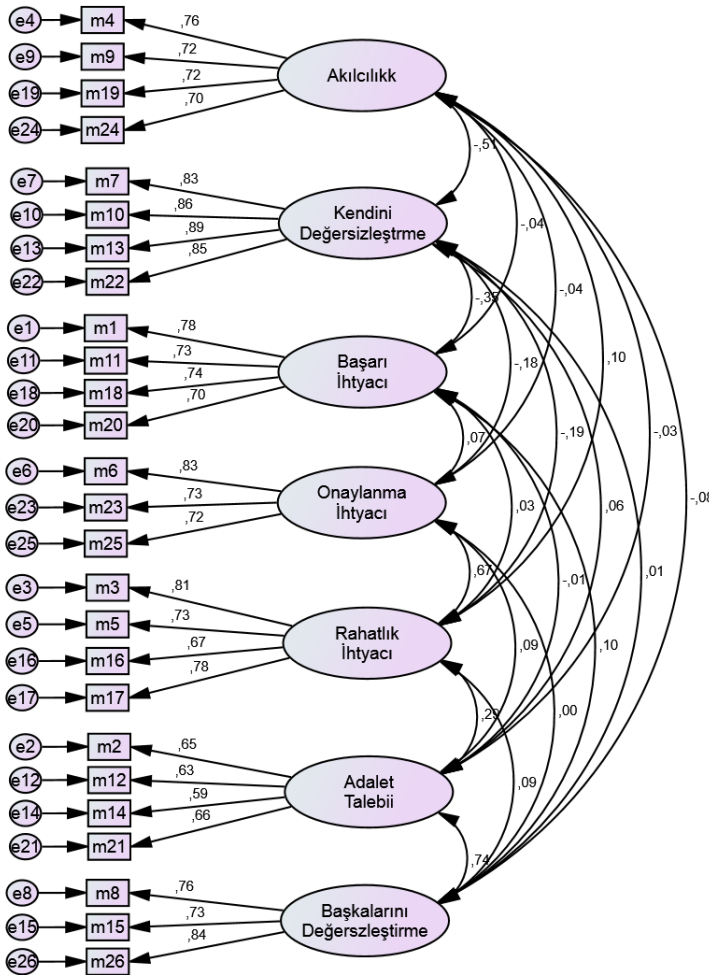 e4 m4 ,76
e9 m9 ,72
Akılcılıkk
e19 m19 ,72
e24 m24 ,70
-,51
e7 m7 ,83
e10 m10 ,86
Kendini
Değersizleştrme
-,04
e13 m13 ,89
e22 m22 ,85
-,04
-,35
e1 m1 ,78
e11 m11 ,73
Başarı
İhtyacı
-,18
,10
e18 m18 ,74
e20 m20 ,70
,07
-,19
-,03
e6 m6 ,83
e23 m23 ,73
Onaylanma
İhtyacı
,03
,06
-,08
e25 m25 ,72
,67
-,01
,01
e3 m3 ,81
e5 m5 ,73
Rahatlık
İhtyacı
,09
,10
e16 m16 ,67
e17 m17 ,78
,29
,00
e2 m2 ,65
e12 m12 ,63
Adalet
Talebii
,09
e14 m14 ,59
e21 m21 ,66
,74
e8 m8 ,76
e15 m15 ,73
Başkalarını
Değerszleştirme
e26 m26 ,84